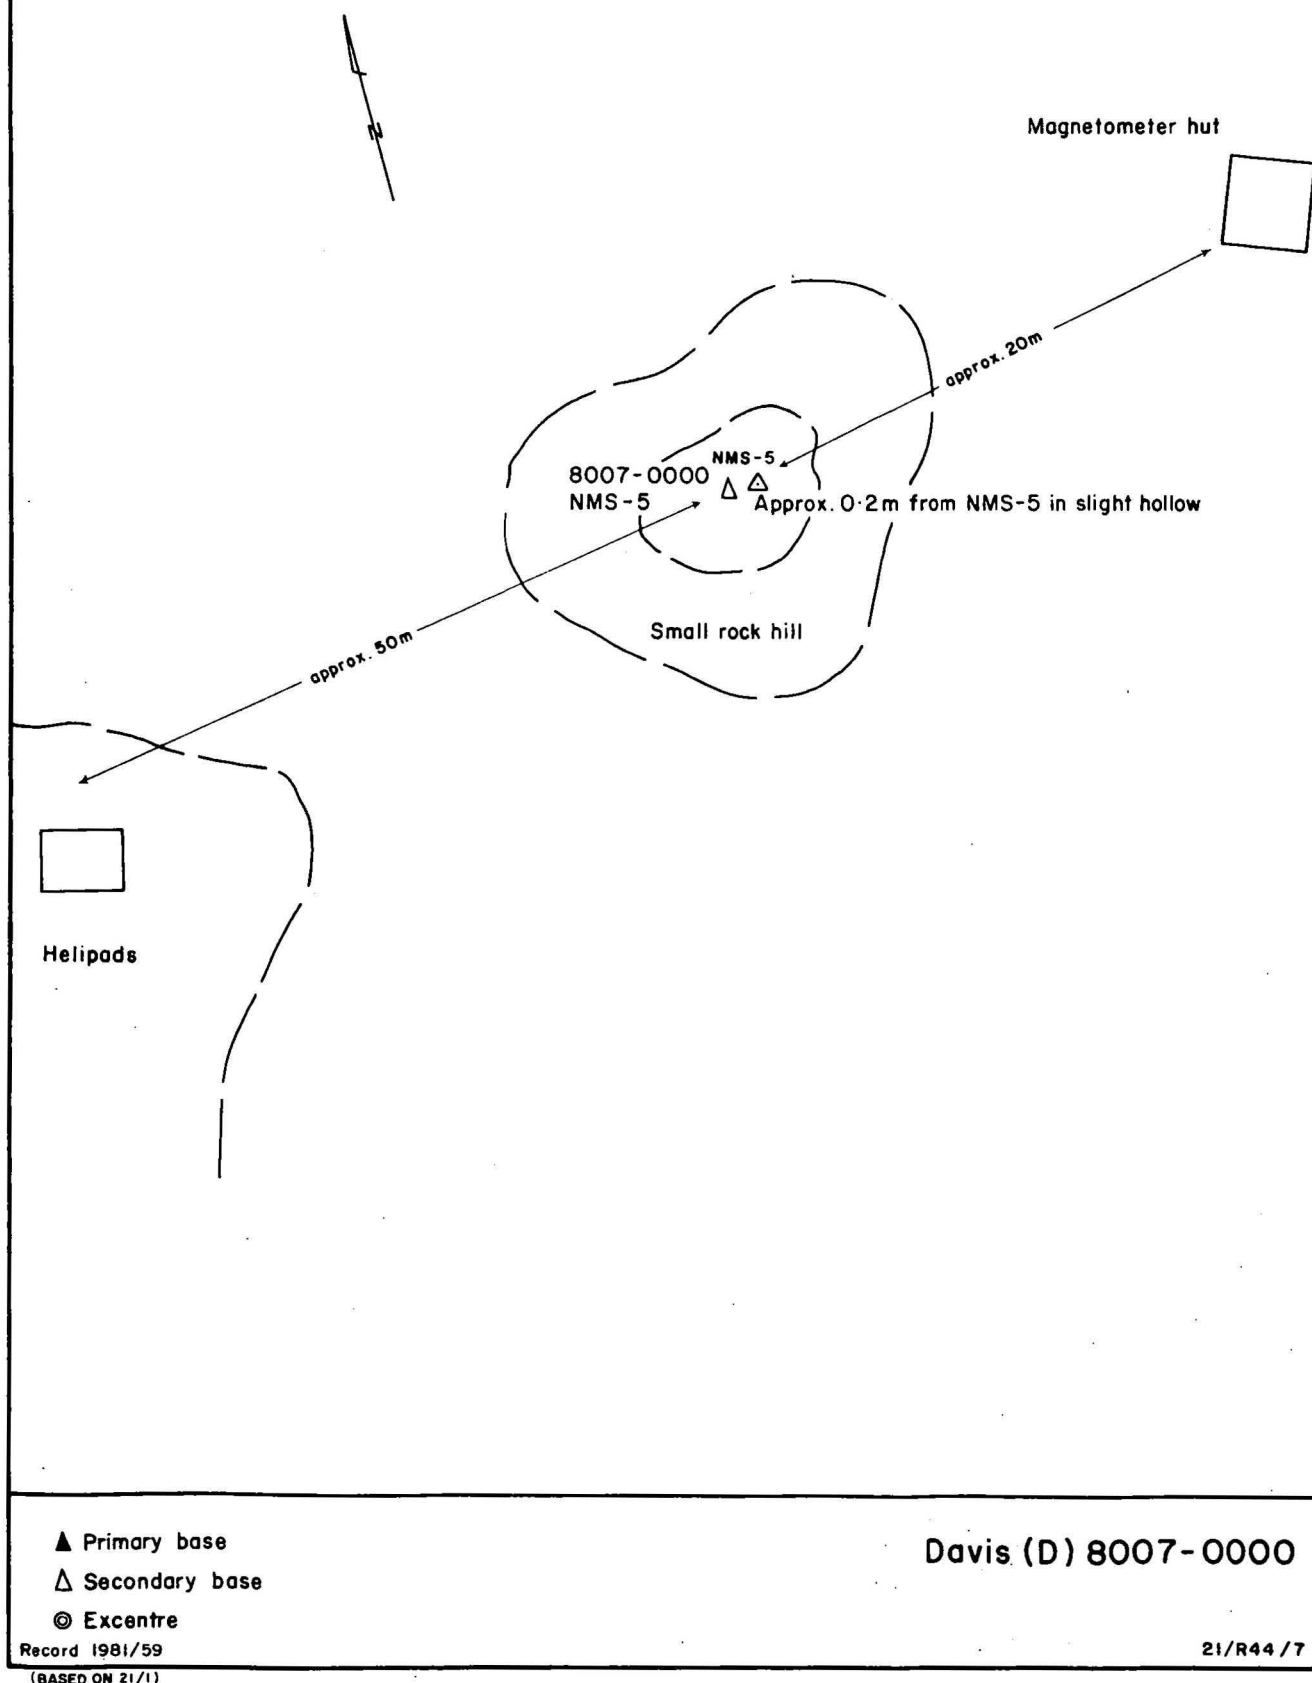 N
Magnetometer hut
approx. 20m
NMS-5
8007-0000
NMS-5
Approx. 0·2m from NMS-5 in slight hollow
Small rock hill
approx. 50m
Helipads
Primary base
Secondary base
Excentre
Davis (D) 8007-0000
Record 1981/59
21/R44/7
(BASED ON 21/1)